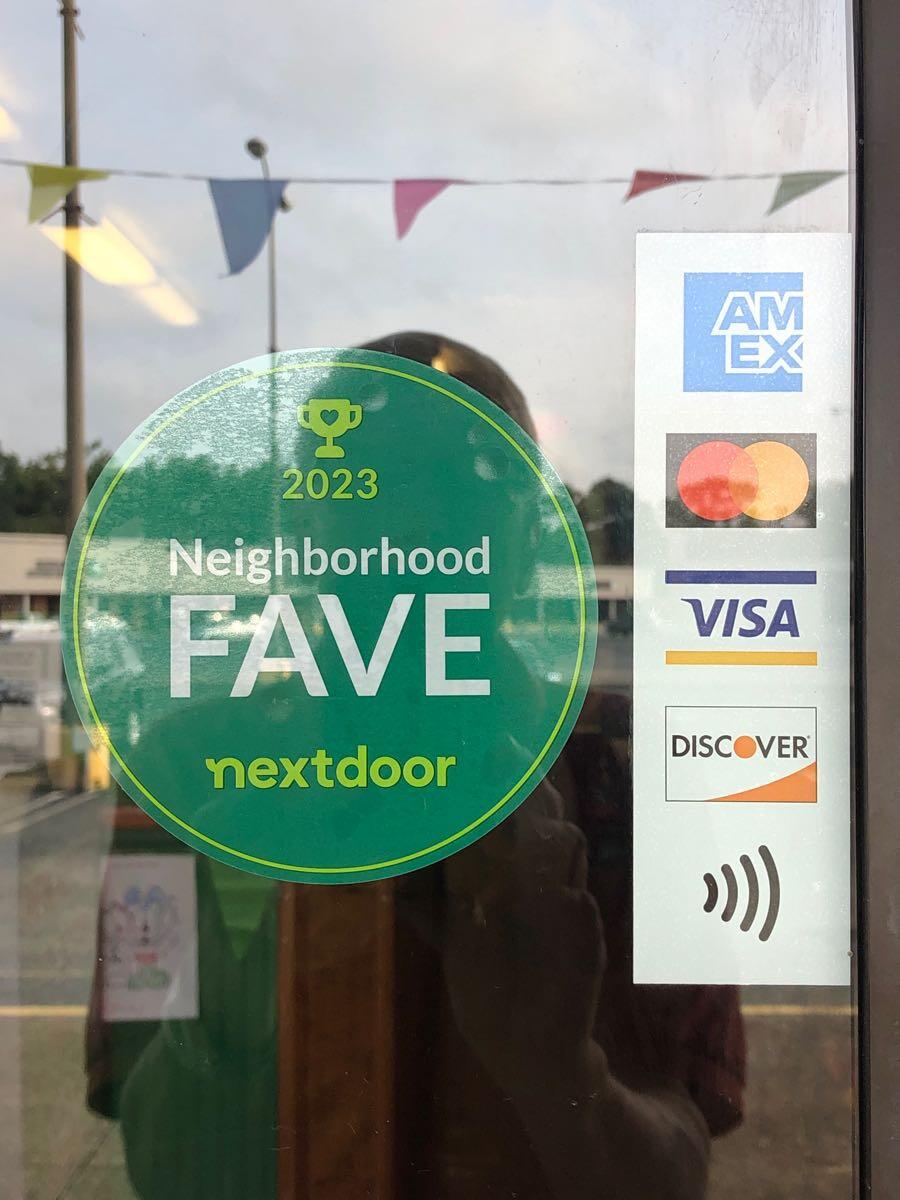 2023
Neighborhood
FAVE
nextdoor
AM
EX
VISA
DISCOVER